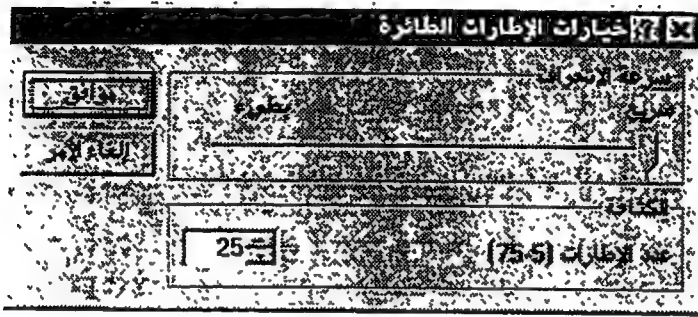 خيارات الإطارات الطائرة
سرعة الانحراف
سريع بطيء
موافق
إلغاء الأمر
الكثافة
عدد الإطارات (5-75) 25